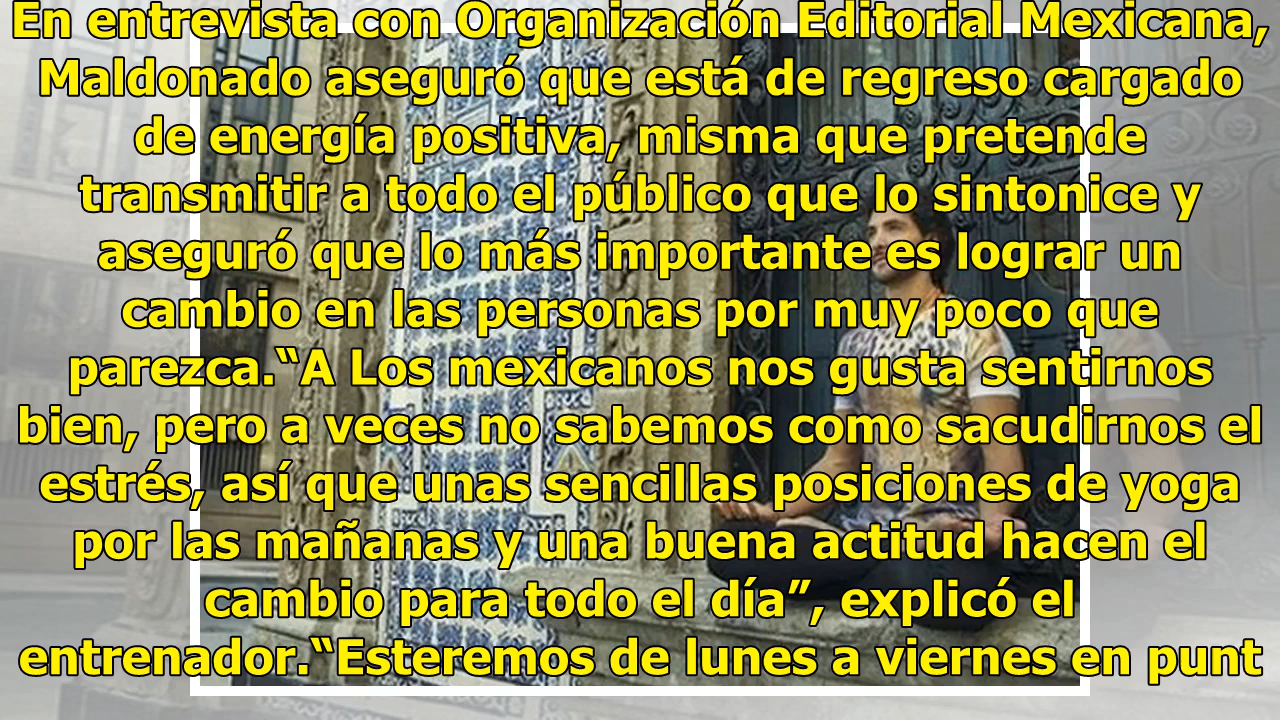 En entrevista con Organización Editorial Mexicana,
Maldonado aseguró que está de regreso cargado
de energía positiva, misma que pretende
transmitir a todo el público que lo sintonice y
aseguró que lo más importante es lograr un
cambio en las personas por muy poco que
parezca.“A Los mexicanos nos gusta sentirnos
bien, pero a veces no sabemos como sacudirnos el
estrés, así que unas sencillas posiciones de yoga
por las mañanas y una buena actitud hacen el
cambio para todo el día”, explicó el
entrenador.“Esteremos de lunes a viernes en punt